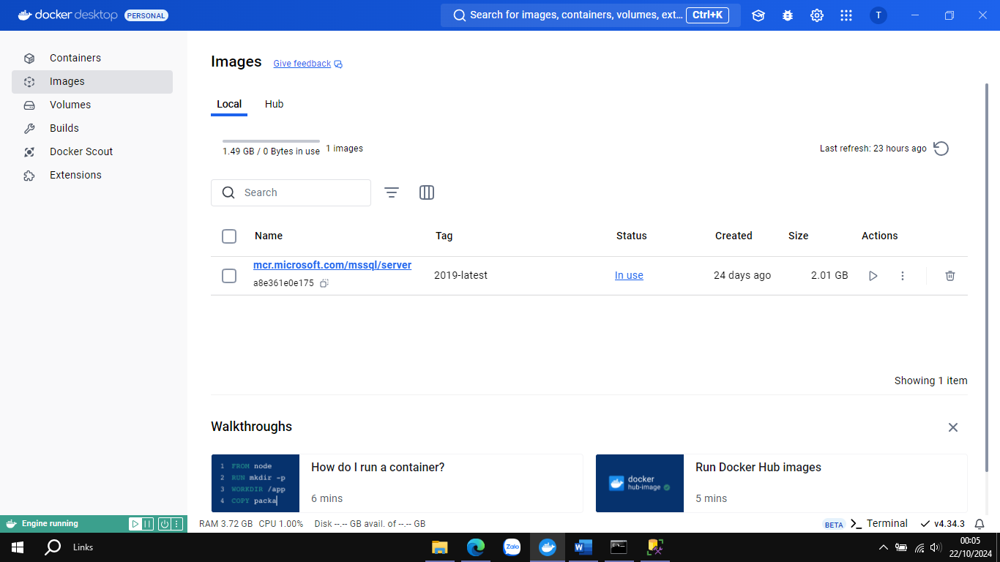 docker desktop PERSONAL
Search for images, containers, volumes, ext... Ctrl+K
T
Containers
Images
Volumes
Builds
Docker Scout
Extensions
Images Give feedback
Local Hub
1.49 GB / 0 Bytes in use 1 images
Last refresh: 23 hours ago
Search
Name Tag Status Created Size Actions
mcr.microsoft.com/mssql/server
a8e361e0e175
2019-latest In use 24 days ago 2.01 GB
Showing 1 item
Walkthroughs
1 FROM node
2 RUN mkdir -p
3 WORKDIR /app
4 COPY packa
How do I run a container?
6 mins
docker
hub-image
Run Docker Hub images
5 mins
Engine running
RAM 3.72 GB CPU 1.00% Disk --.-- GB avail. of --.-- GB
BETA Terminal v4.34.3
Links
Zalo
00:05
22/10/2024